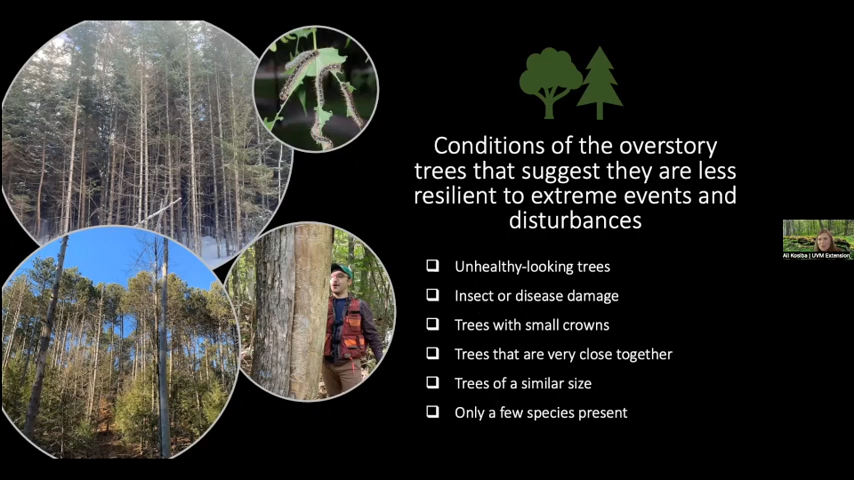 Conditions of the overstory
trees that suggest they are less
resilient to extreme events and
disturbances
Unhealthy-looking trees
Insect or disease damage
Trees with small crowns
Trees that are very close together
Trees of a similar size
Only a few species present
Ali Kosiba | UVM Extension